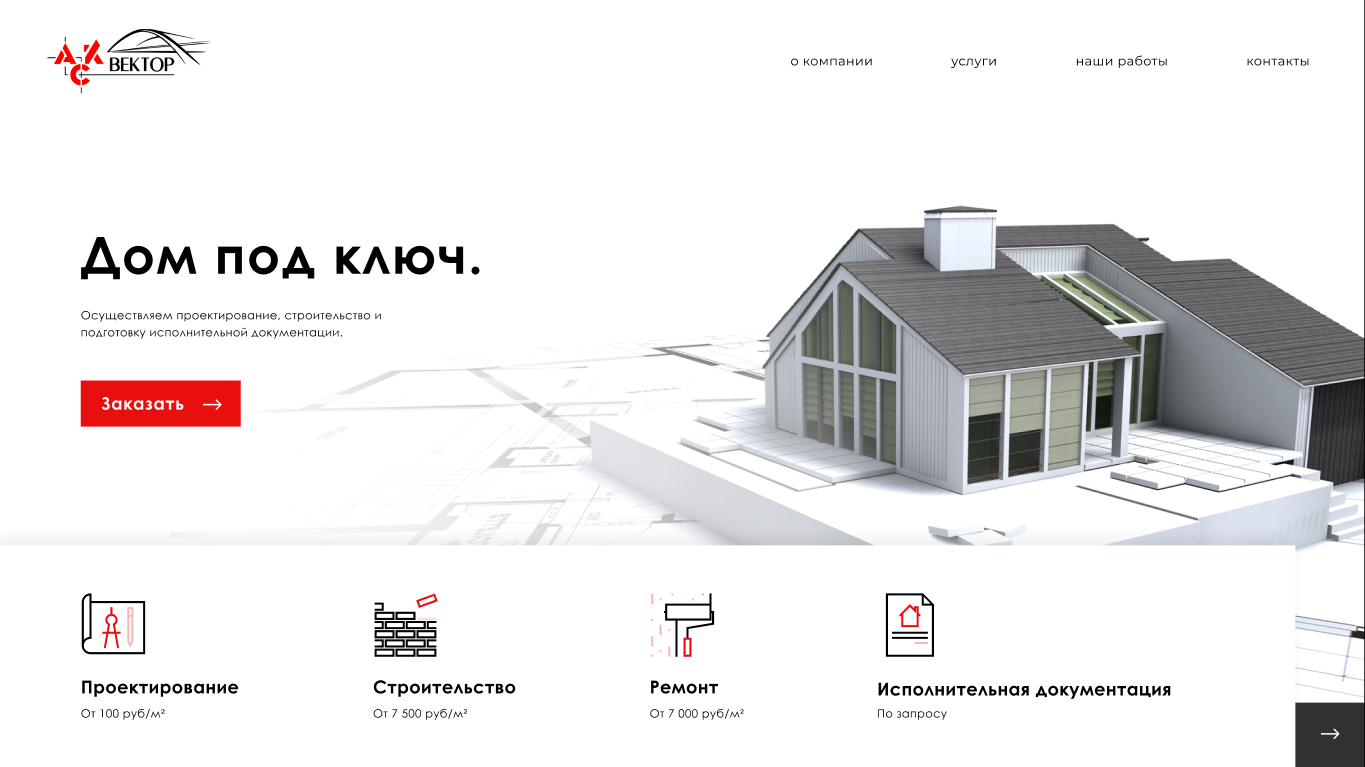 АСК
ВЕКТОР
о компании
услуги
наши работы
контакты
Дом под ключ.
Осуществляем проектирование, строительство и
подготовку исполнительной документации.
Заказать
Проектирование
От 100 руб/м²
Строительство
От 7 500 руб/м²
Ремонт
От 7 000 руб/м²
Исполнительная документация
По запросу